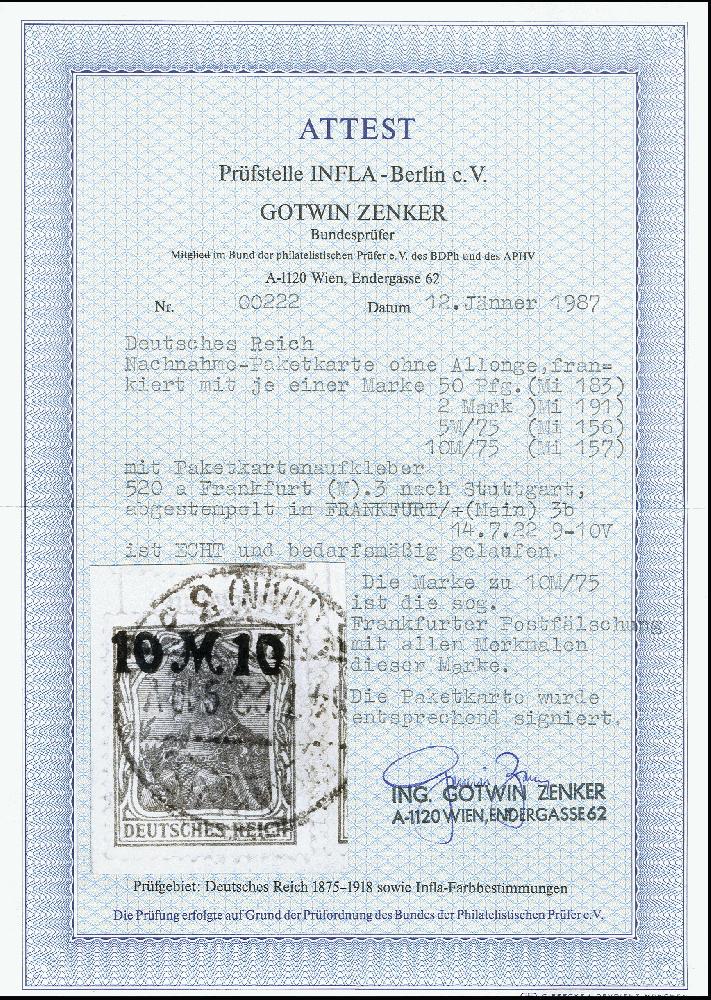 ATTEST
Prüfstelle INFLA-Berlin e.V.
GOTWIN ZENKER
Bundesprüfer
Mitglied im Bund der philatelistischen Prüfer e.V. des BDPh und des APHV
A-1120 Wien, Endergasse 62
Nr. 00222 Datum 12.Jänner 1987
Deutsches Reich
Nachnahme-Paketkarte ohne Allonge,fran=
kiert mit je einer Marke 50 Pfg.(Mi 183)
2 Mark )Mi 191)
5M/75 (Mi 156)
10M/75 (Mi 157)
mit Paketkartenaufkleber
520 a Frankfurt (M).3 nach Stuttgart,
abgestempelt in FRANKFURT/+(Main) 3b
14.7.22 9-10V
ist ECHT und bedarfsmäßig gelaufen.
Die Marke zu 10M/75
ist die sog.
Frankfurter Postfälschung
mit allen Merkmalen
dieser Marke.
Die Paketkarte wurde
entsprechend signiert.
10 M 10
DEUTSCHES REICH
ING. GOTWIN ZENKER
A-1120 WIEN, ENDERGASSE 62
Prüfgebiet: Deutsches Reich 1875–1918 sowie Infla-Farbbestimmungen
Die Prüfung erfolgte auf Grund der Prüfordnung des Bundes der Philatelistischen Prüfer e.V.